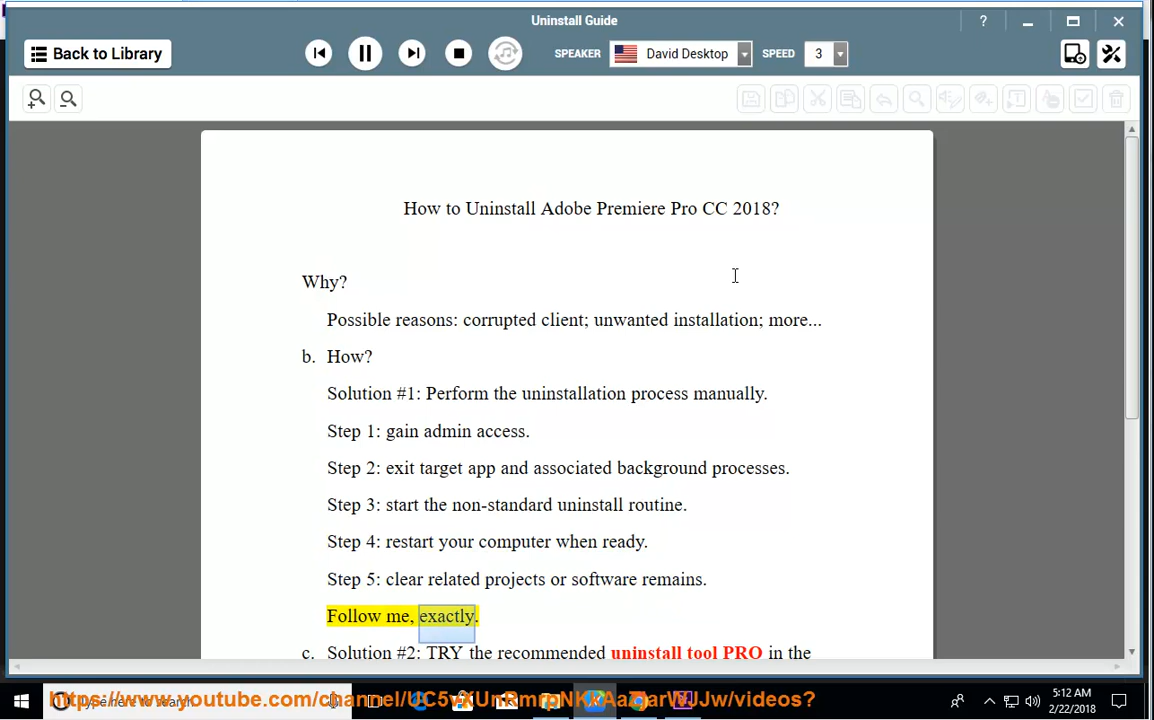 Uninstall Guide
?
Back to Library
SPEAKER
David Desktop
SPEED
3
How to Uninstall Adobe Premiere Pro CC 2018?
Why?
Possible reasons: corrupted client; unwanted installation; more...
b. How?
Solution #1: Perform the uninstallation process manually.
Step 1: gain admin access.
Step 2: exit target app and associated background processes.
Step 3: start the non-standard uninstall routine.
Step 4: restart your computer when ready.
Step 5: clear related projects or software remains.
Follow me, exactly.
c. Solution #2: TRY the recommended uninstall tool PRO in the
5:12 AM
2/22/2018